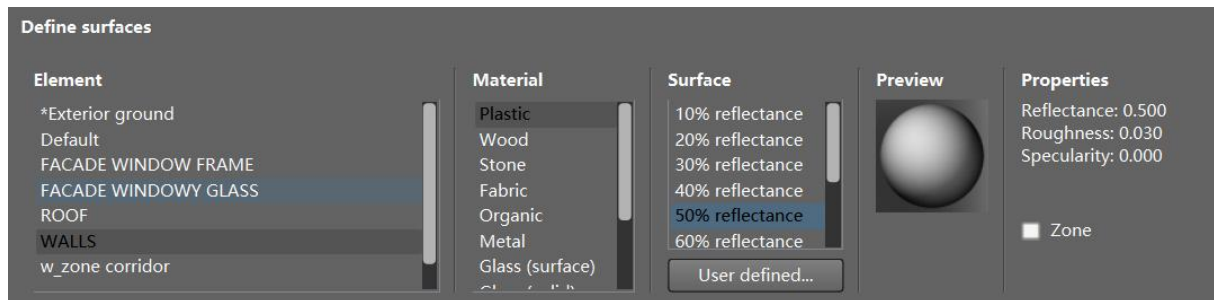 Define surfaces
Element
*Exterior ground
Default
FACADE WINDOW FRAME
FACADE WINDOWY GLASS
ROOF
WALLS
w_zone corridor
Material
Plastic
Wood
Stone
Fabric
Organic
Metal
Glass (surface)
Surface
10% reflectance
20% reflectance
30% reflectance
40% reflectance
50% reflectance
60% reflectance
User defined...
Preview
Properties
Reflectance: 0.500
Roughness: 0.030
Specularity: 0.000
Zone